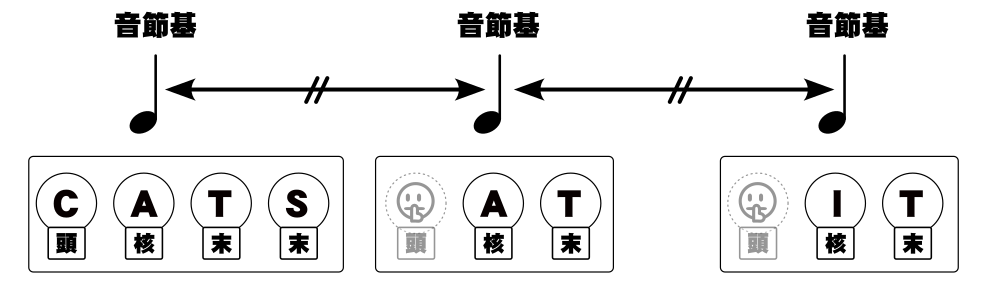 音節基 音節基 音節基
C A T S A T I T
頭 核 末 末 頭 核 末 頭 核 末